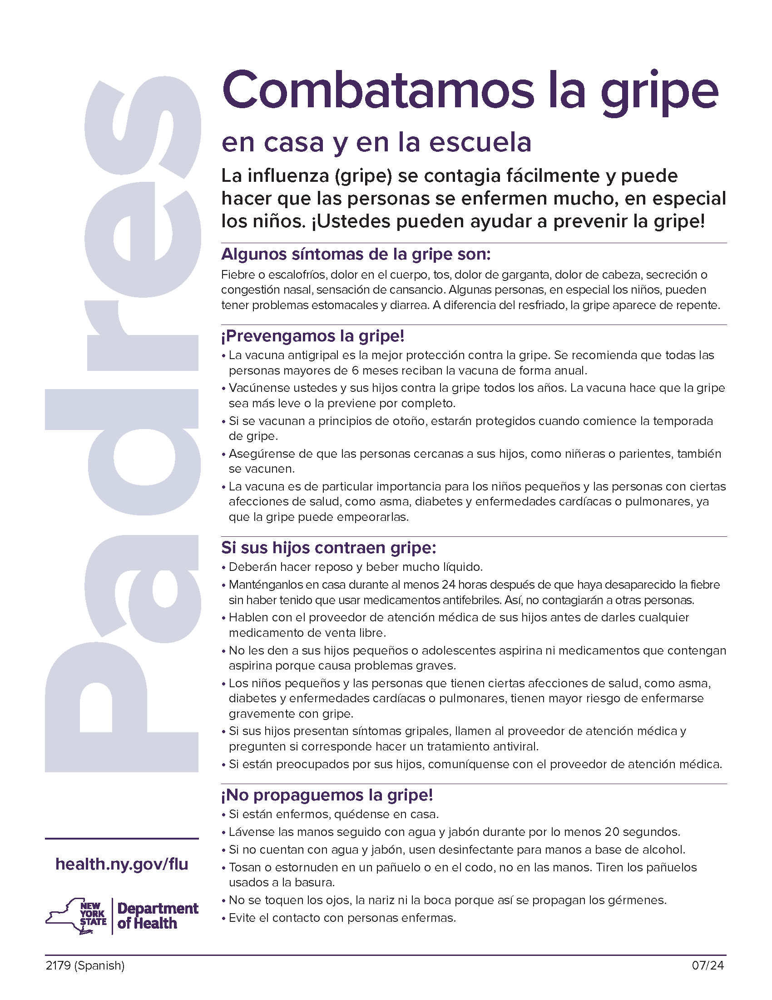 Padres
Combatamos la gripe
en casa y en la escuela
La influenza (gripe) se contagia fácilmente y puede
hacer que las personas se enfermen mucho, en especial
los niños. ¡Ustedes pueden ayudar a prevenir la gripe!
Algunos síntomas de la gripe son:
Fiebre o escalofríos, dolor en el cuerpo, tos, dolor de garganta, dolor de cabeza, secreción o
congestión nasal, sensación de cansancio. Algunas personas, en especial los niños, pueden
tener problemas estomacales y diarrea. A diferencia del resfriado, la gripe aparece de repente.
¡Prevengamos la gripe!
• La vacuna antigripal es la mejor protección contra la gripe. Se recomienda que todas las
personas mayores de 6 meses reciban la vacuna de forma anual.
• Vacúnense ustedes y sus hijos contra la gripe todos los años. La vacuna hace que la gripe
sea más leve o la previene por completo.
• Si se vacunan a principios de otoño, estarán protegidos cuando comience la temporada
de gripe.
• Asegúrense de que las personas cercanas a sus hijos, como niñeras o parientes, también
se vacunen.
• La vacuna es de particular importancia para los niños pequeños y las personas con ciertas
afecciones de salud, como asma, diabetes y enfermedades cardíacas o pulmonares, ya
que la gripe puede empeorarlas.
Si sus hijos contraen gripe:
• Deberán hacer reposo y beber mucho líquido.
• Manténganlos en casa durante al menos 24 horas después de que haya desaparecido la fiebre
sin haber tenido que usar medicamentos antifebriles. Así, no contagiarán a otras personas.
• Hablen con el proveedor de atención médica de sus hijos antes de darles cualquier
medicamento de venta libre.
• No les den a sus hijos pequeños o adolescentes aspirina ni medicamentos que contengan
aspirina porque causa problemas graves.
• Los niños pequeños y las personas que tienen ciertas afecciones de salud, como asma,
diabetes y enfermedades cardíacas o pulmonares, tienen mayor riesgo de enfermarse
gravemente con gripe.
• Si sus hijos presentan síntomas gripales, llamen al proveedor de atención médica y
pregunten si corresponde hacer un tratamiento antiviral.
• Si están preocupados por sus hijos, comuníquense con el proveedor de atención médica.
¡No propaguemos la gripe!
• Si están enfermos, quédense en casa.
• Lávense las manos seguido con agua y jabón durante por lo menos 20 segundos.
• Si no cuentan con agua y jabón, usen desinfectante para manos a base de alcohol.
• Tosan o estornuden en un pañuelo o en el codo, no en las manos. Tiren los pañuelos
usados a la basura.
• No se toquen los ojos, la nariz ni la boca porque así se propagan los gérmenes.
• Evite el contacto con personas enfermas.
health.ny.gov/flu
NEW
YORK
STATE
Department
of Health
2179 (Spanish)
07/24